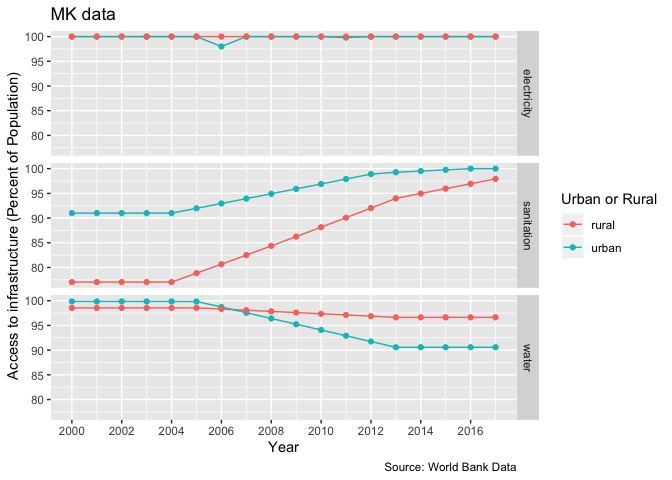 MK data
Access to infrastructure (Percent of Population)
100
95
90
85
80
electricity
100
95
90
85
80
sanitation
100
95
90
85
80
water
2000 2002 2004 2006 2008 2010 2012 2014 2016
Year
Urban or Rural
rural
urban
Source: World Bank Data